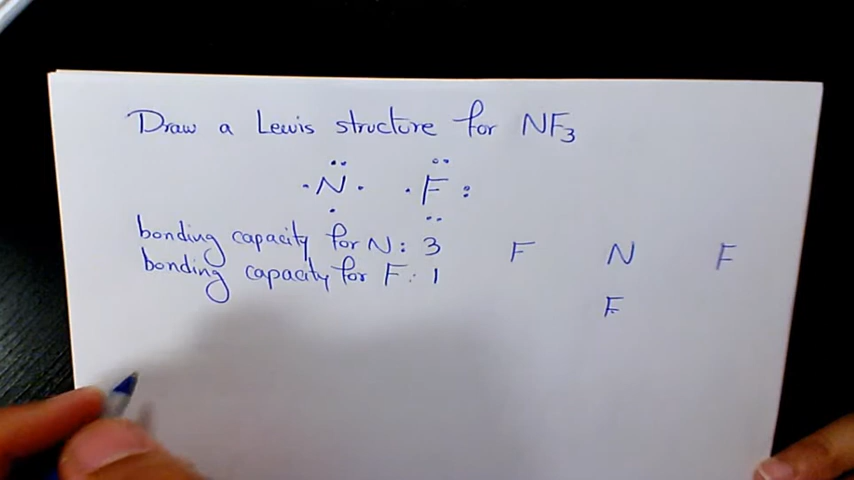 Draw a Lewis structure for NF3
N F
bonding capacity for N: 3
bonding capacity for F: 1
F N F
F